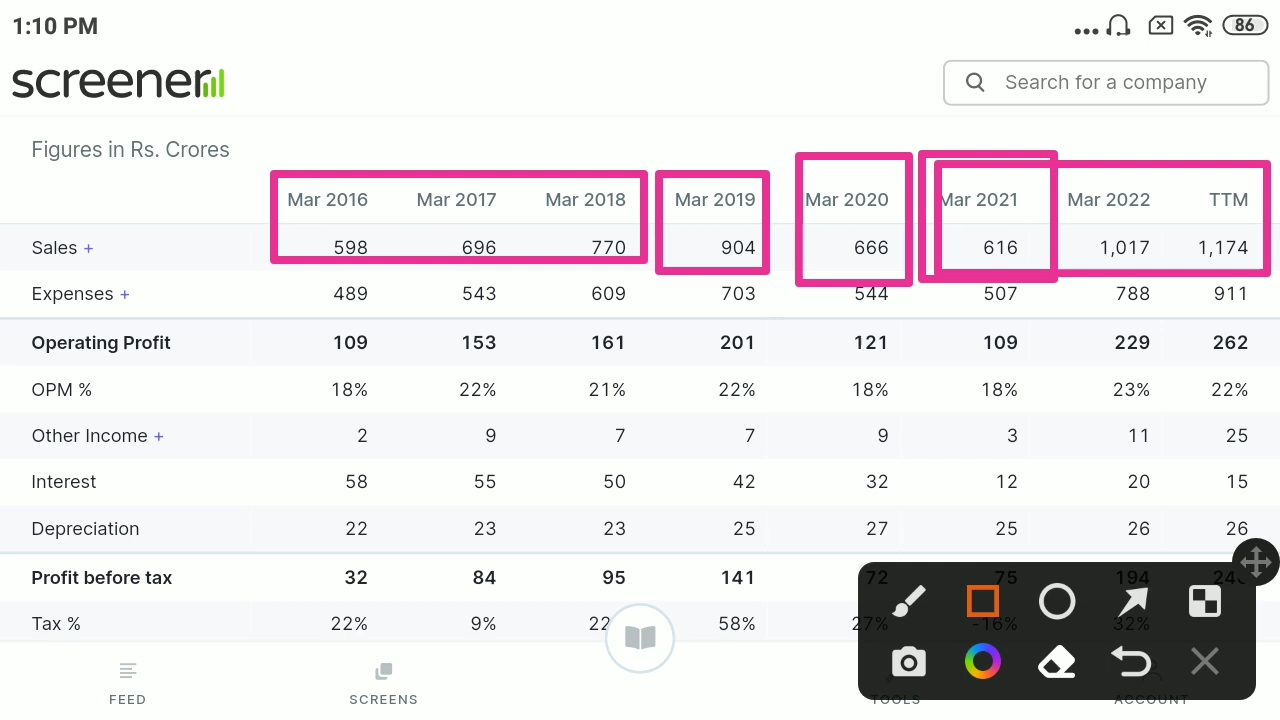 1:10 PM 86
screener Search for a company
Figures in Rs. Crores
Mar 2016 Mar 2017 Mar 2018 Mar 2019 Mar 2020 Mar 2021 Mar 2022 TTM
Sales + 598 696 770 904 666 616 1,017 1,174
Expenses + 489 543 609 703 544 507 788 911
Operating Profit 109 153 161 201 121 109 229 262
OPM % 18% 22% 21% 22% 18% 18% 23% 22%
Other Income + 2 9 7 7 9 3 11 25
Interest 58 55 50 42 32 12 20 15
Depreciation 22 23 23 25 27 25 26 26
Profit before tax 32 84 95 141 72 75 194
Tax % 22% 9% 22 58% 27% -16% 32%
FEED SCREENS TOOLS ACCOUNT